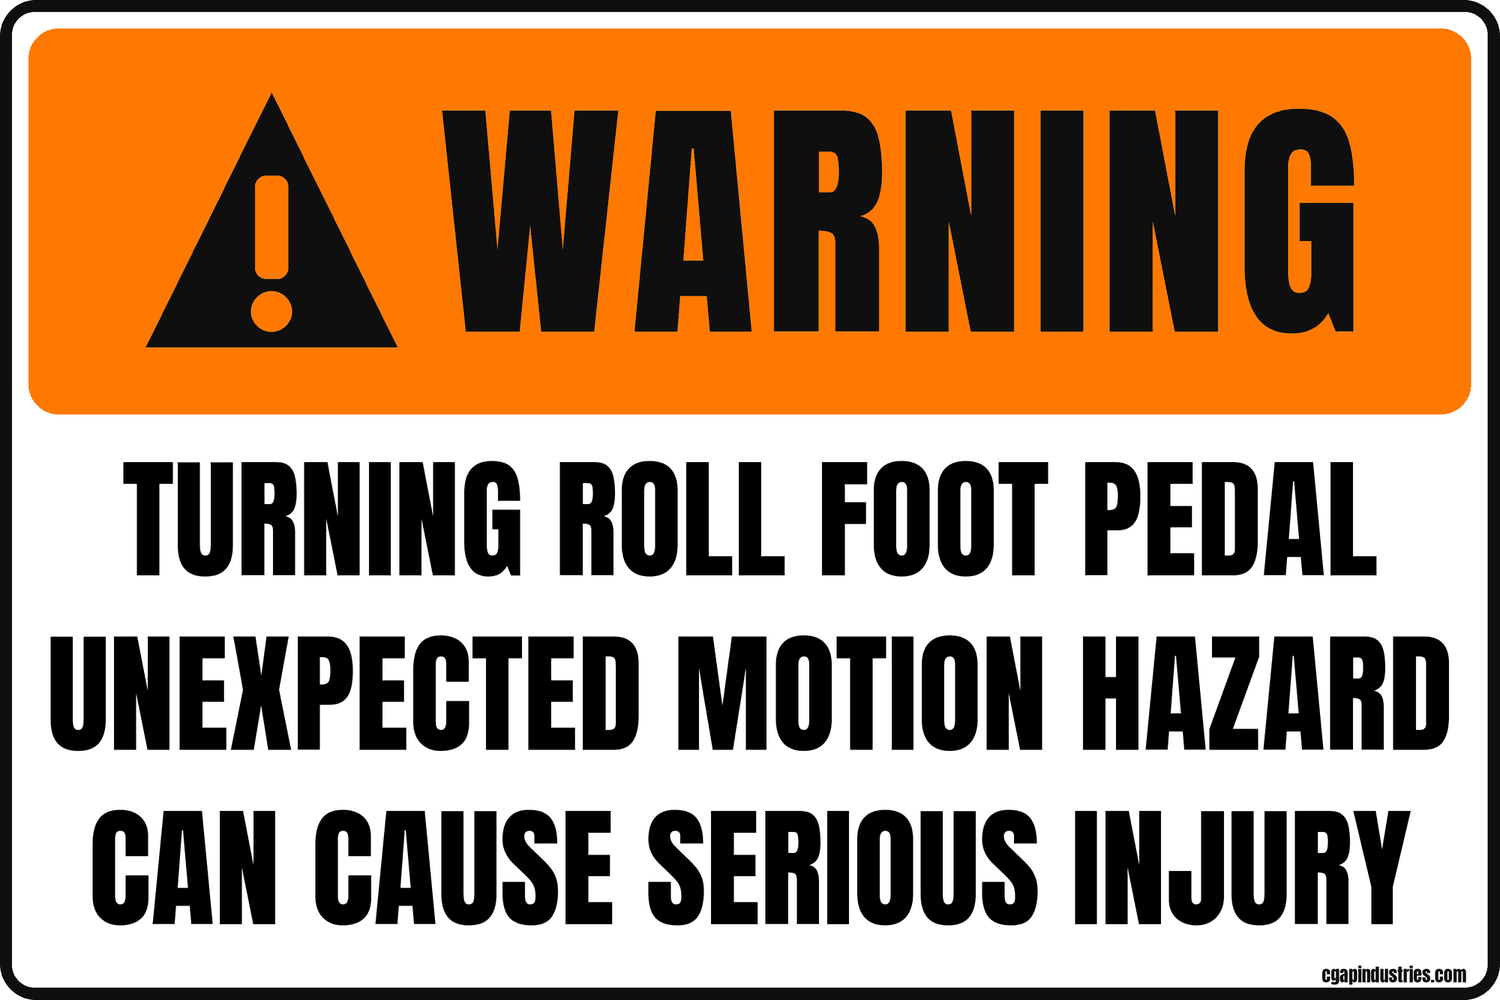 WARNING
TURNING ROLL FOOT PEDAL
UNEXPECTED MOTION HAZARD
CAN CAUSE SERIOUS INJURY
cgapindustries.com